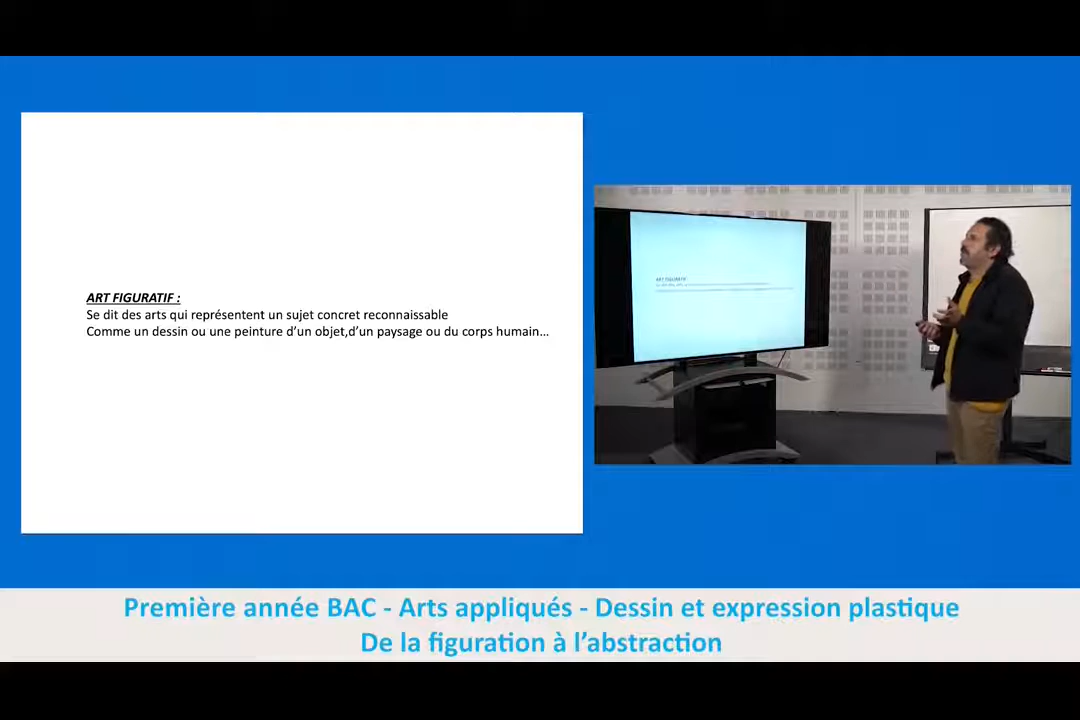 ART FIGURATIF :
Se dit des arts qui représentent un sujet concret reconnaissable
Comme un dessin ou une peinture d'un objet,d'un paysage ou du corps humain...
ART FIGURATIF :
Première année BAC - Arts appliqués - Dessin et expression plastique
De la figuration à l'abstraction